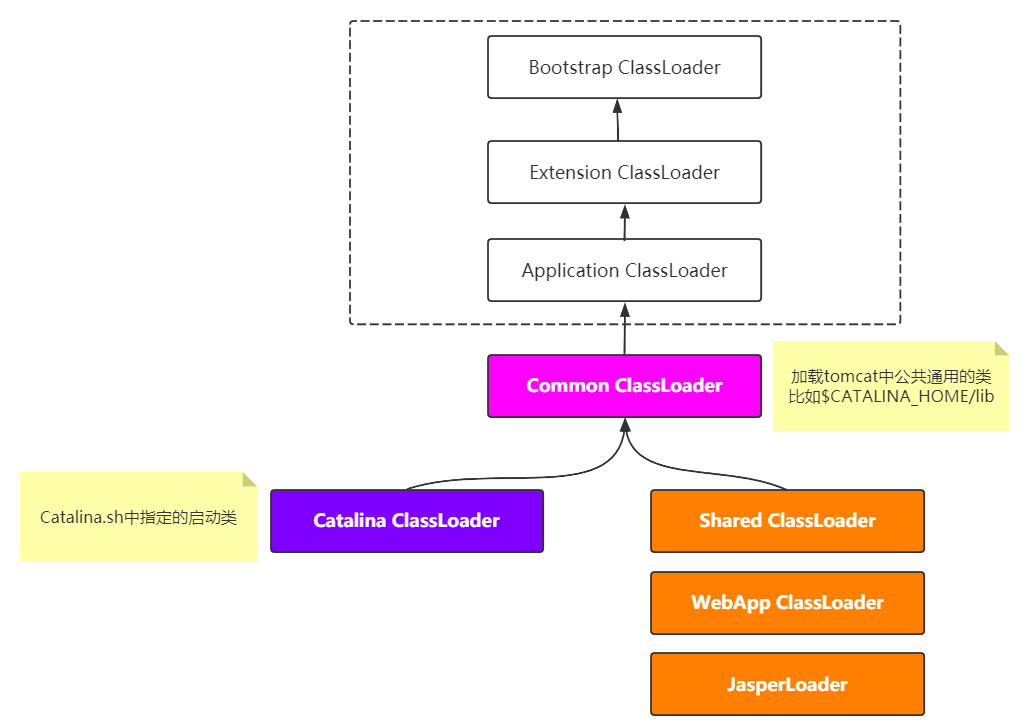 Bootstrap ClassLoader
Extension ClassLoader
Application ClassLoader
Common ClassLoader
加载tomcat中公共通用的类
比如$CATALINA_HOME/lib
Catalina.sh中指定的启动类
Catalina ClassLoader
Shared ClassLoader
WebApp ClassLoader
JasperLoader